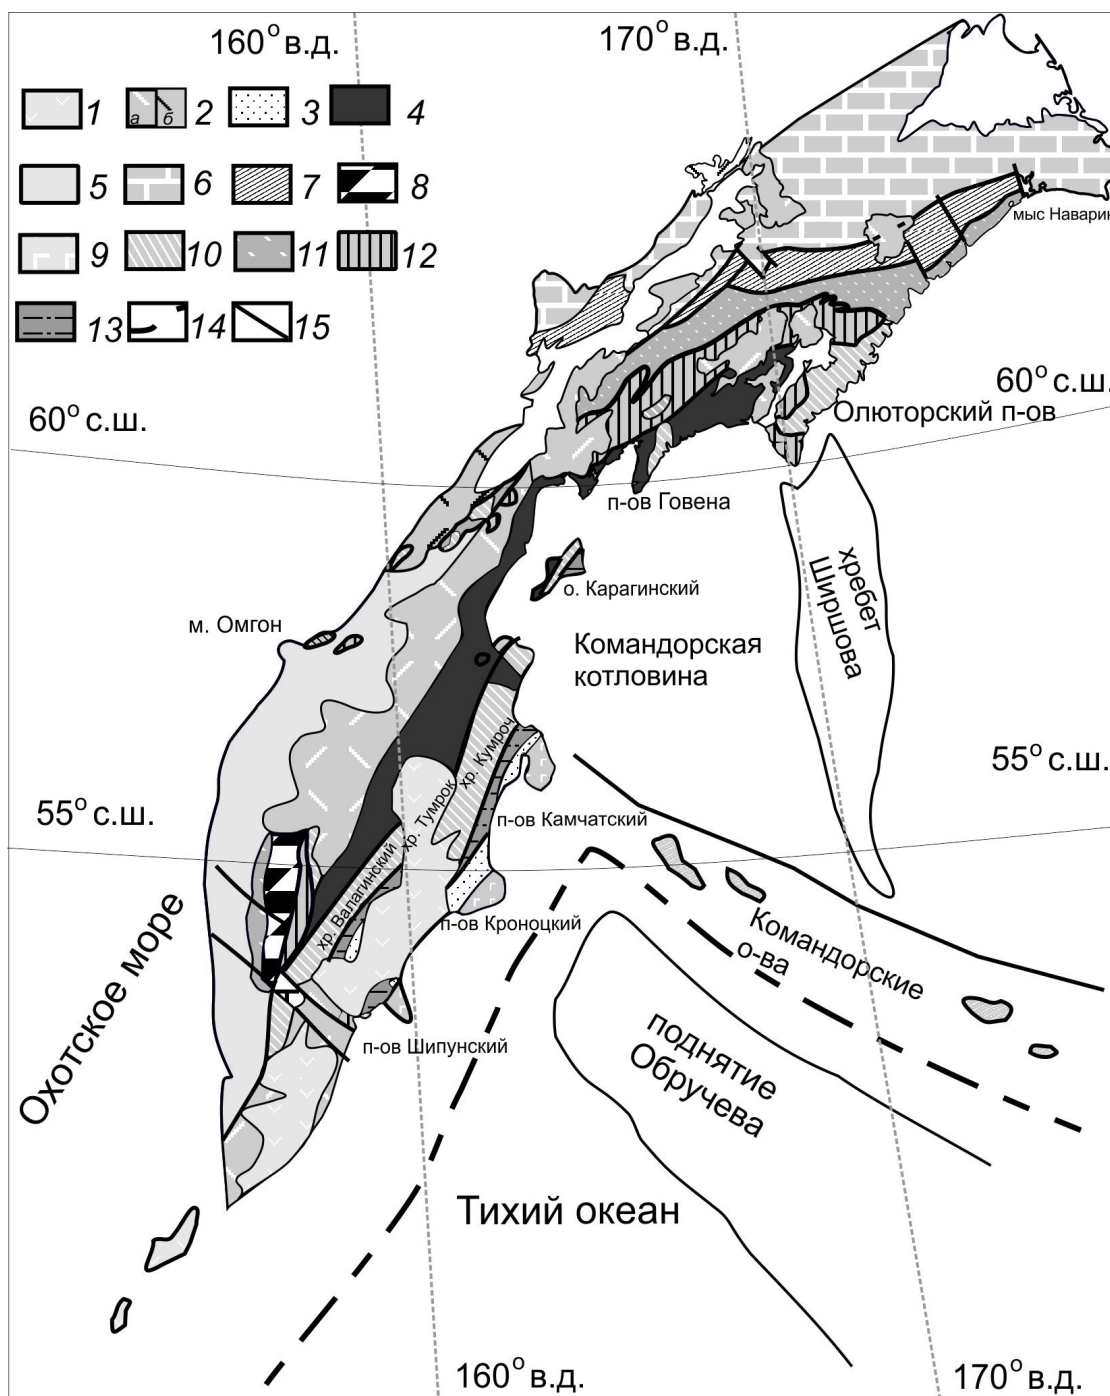 160° в.д.
170° в.д.
1
а
б
2
3
4
5
6
7
8
9
10
11
12
13
14
15
мыс Наварин
60° с.ш.
60° с.ш.
Олюторский п-ов
п-ов Говена
хребет
Ширшова
о. Карагинский
м. Омгон
Командорская
котловина
хр. Кумроч
хр. Тумрок
хр. Валагинский
55° с.ш.
55° с.ш.
п-ов Камчатский
п-ов Кроноцкий
Командорские
о-ва
Охотское море
п-ов Шипунский
поднятие
Обручева
Тихий океан
160° в.д.
170° в.д.